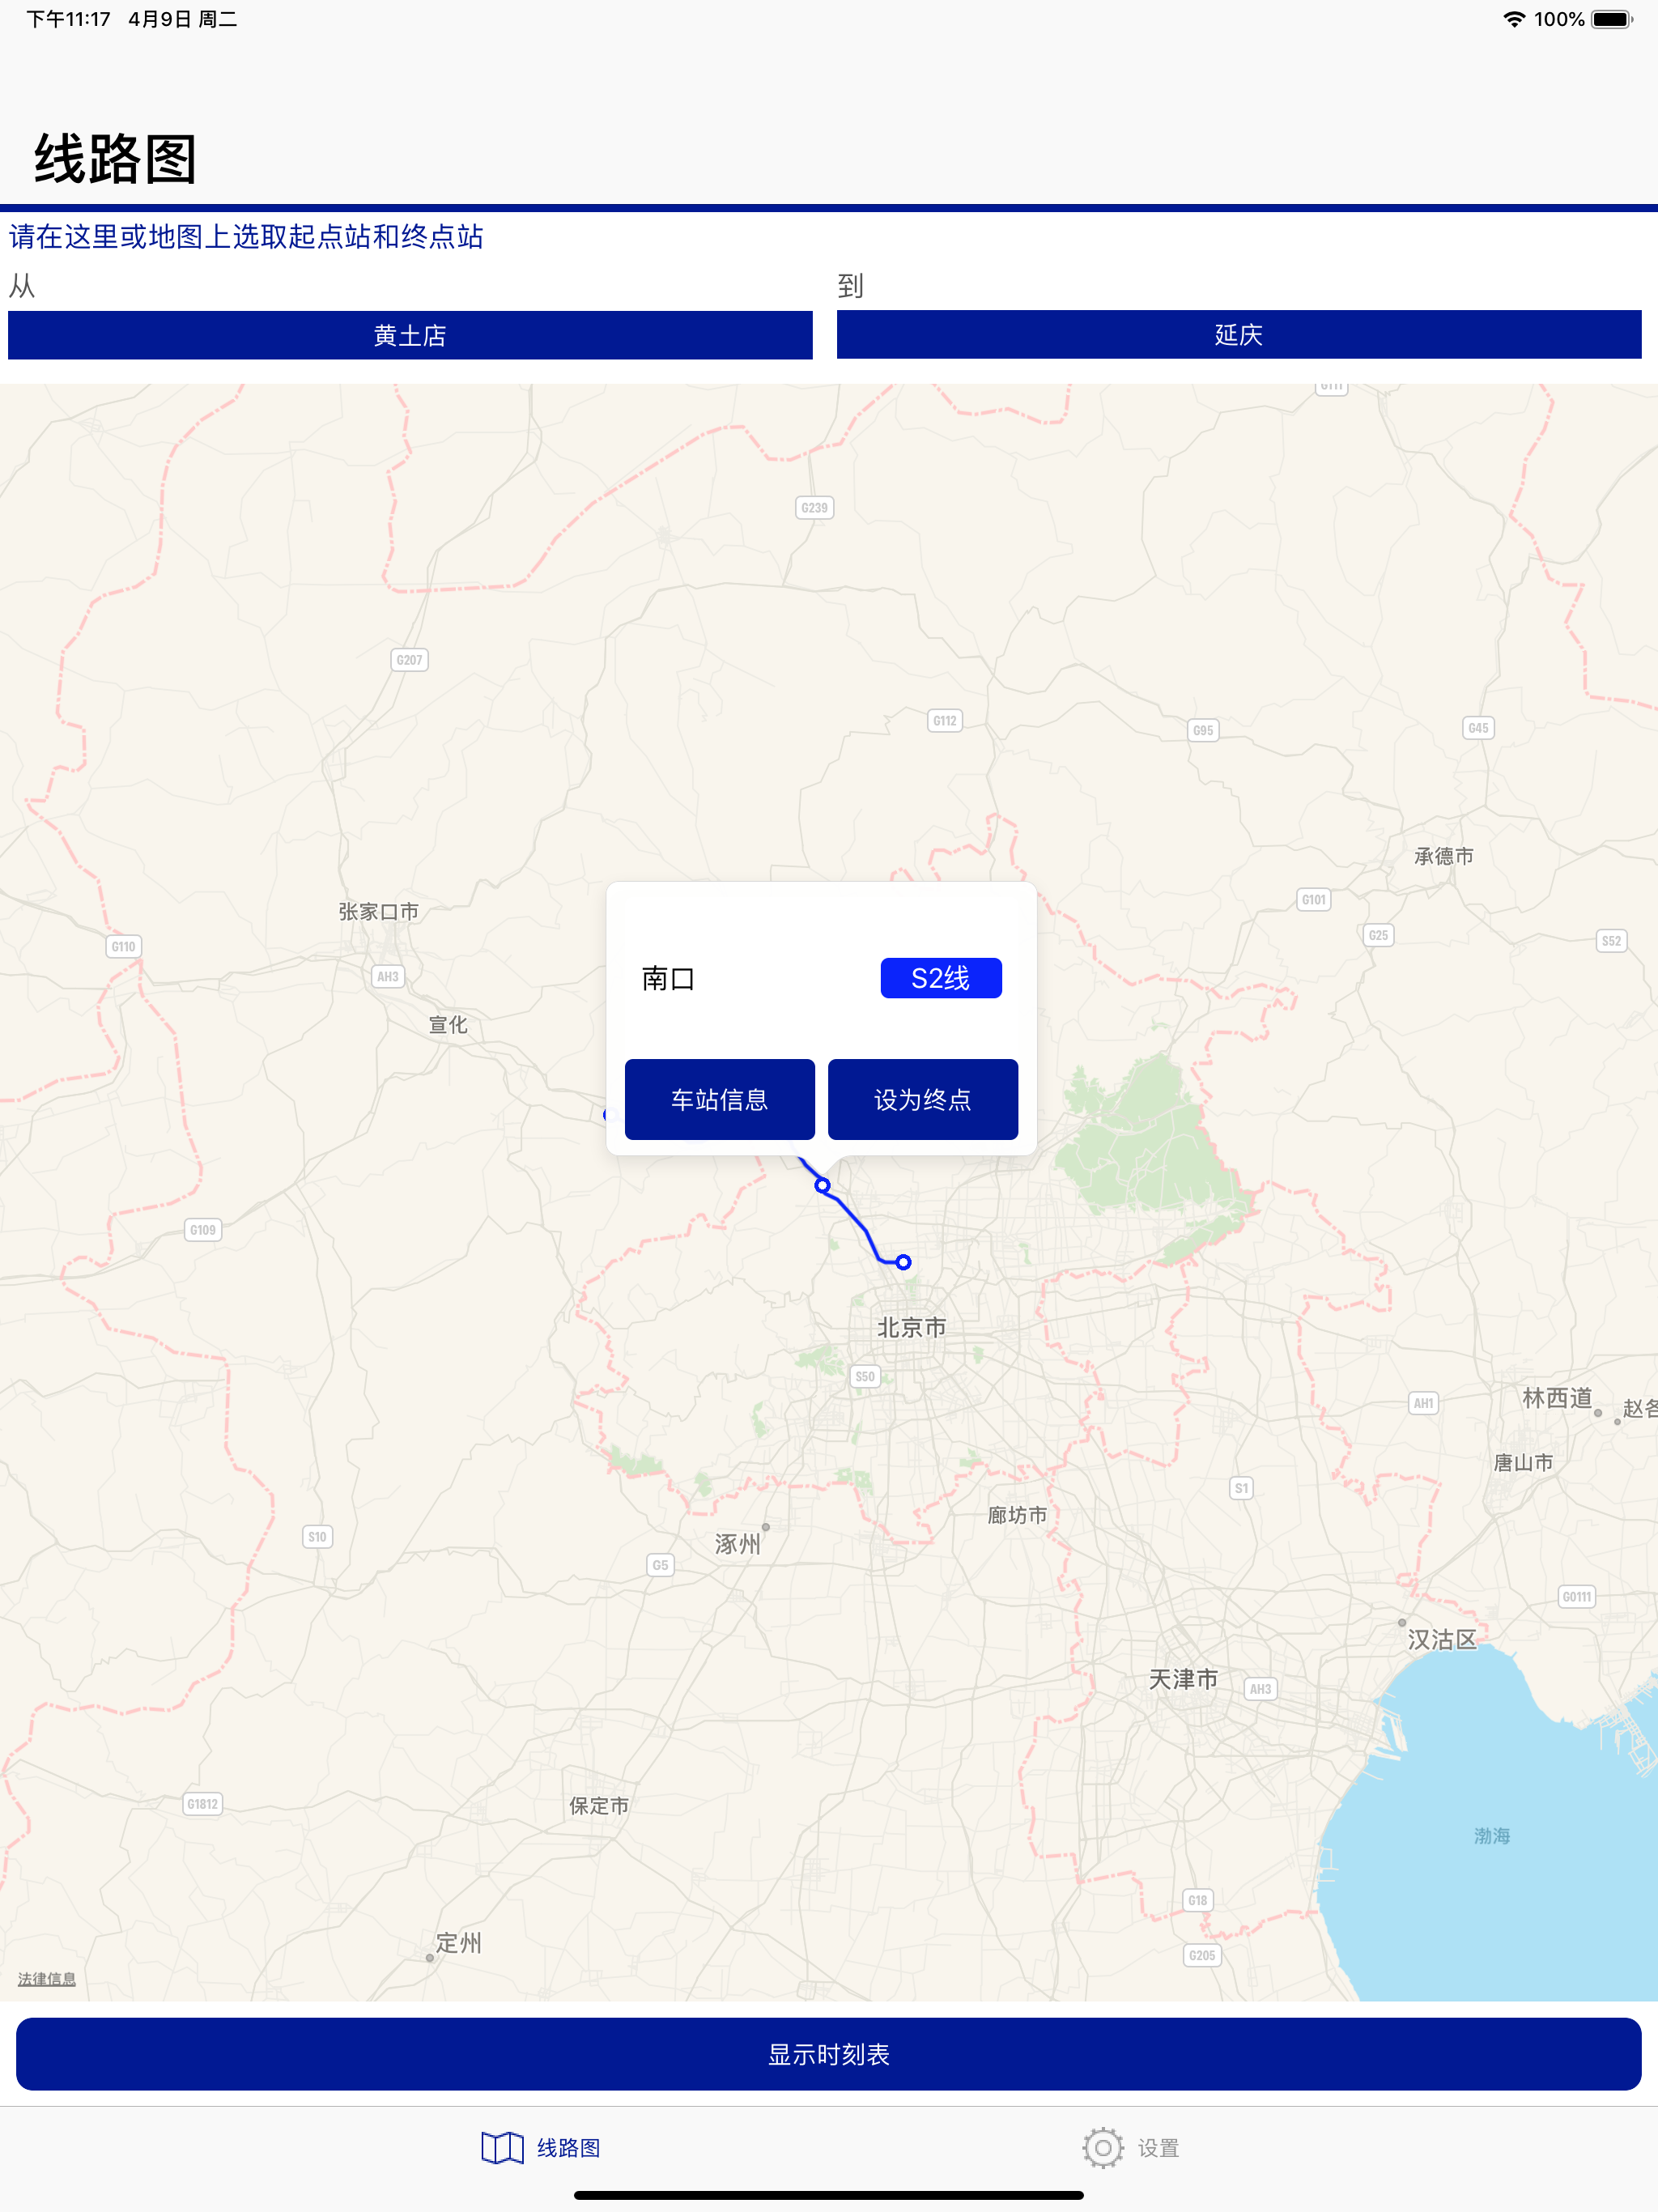 下午11:17 4月9日 周二
100%
线路图
请在这里或地图上选取起点站和终点站
从
到
黄土店
延庆
G111
G239
G207
G112
G95
G45
承德市
G101
张家口市
G110
G25
S52
AH3
南口
S2线
宣化
车站信息
设为终点
G109
北京市
S50
林西道
AH1
赵各
唐山市
S1
廊坊市
S10
涿州
G5
G0111
汉沽区
天津市
AH3
G1812
保定市
渤海
G18
定州
G205
法律信息
显示时刻表
线路图
设置